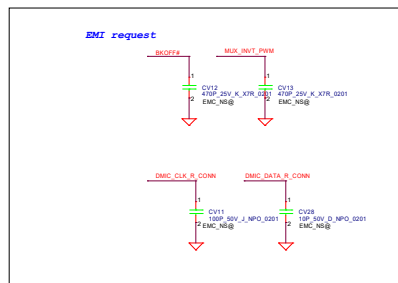 EMI request
BKOFF# MUX_INVT_PWM
1 1
CV12 CV13
470P_25V_K_X7R_0201 470P_25V_K_X7R_0201
2 EMC_NS@ 2 EMC_NS@
DMIC_CLK_R_CONN DMIC_DATA_R_CONN
1 1
CV11 CV28
100P_50V_J_NPO_0201 10P_50V_D_NPO_0201
2 EMC_NS@ 2 EMC_NS@